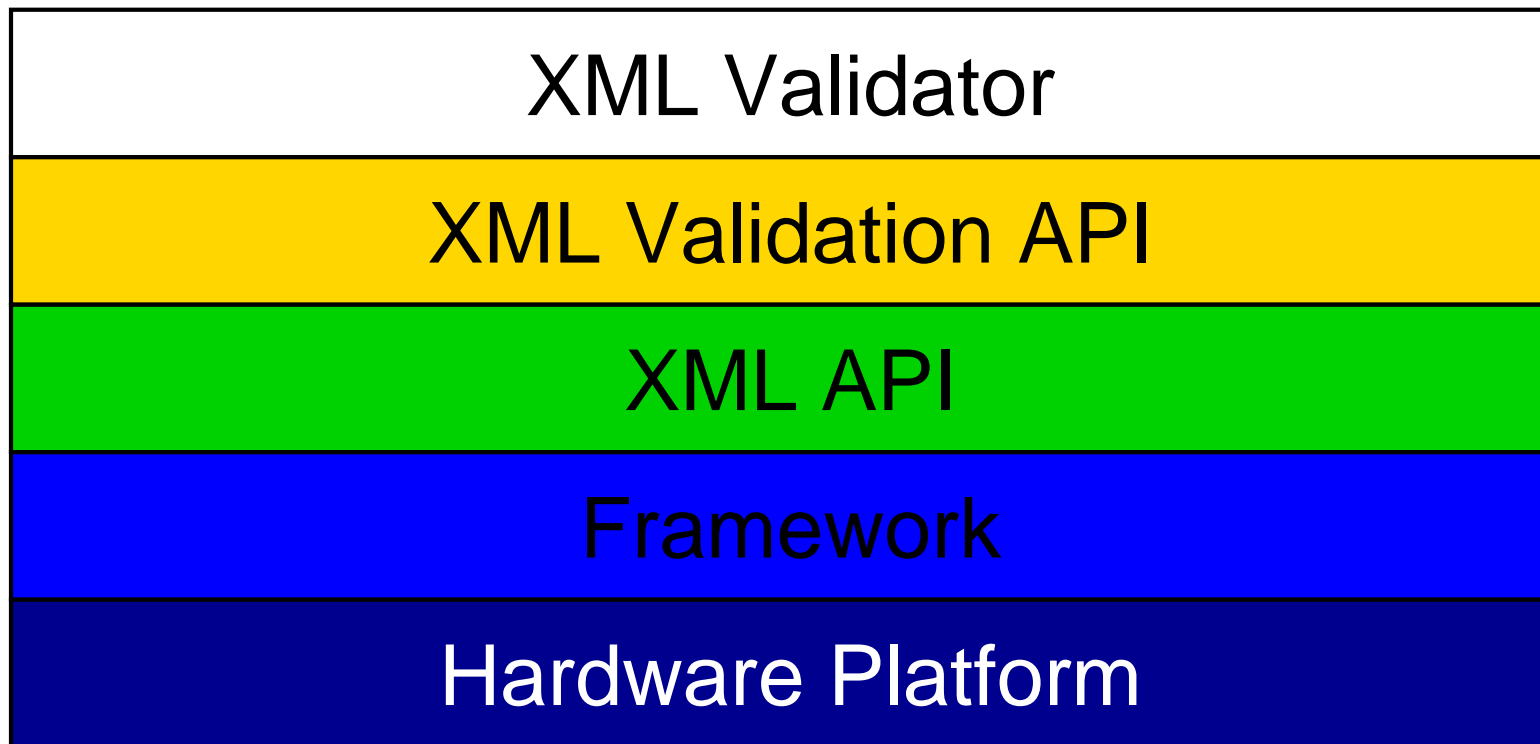 XML Validator
XML Validation API
XML API
Framework
Hardware Platform